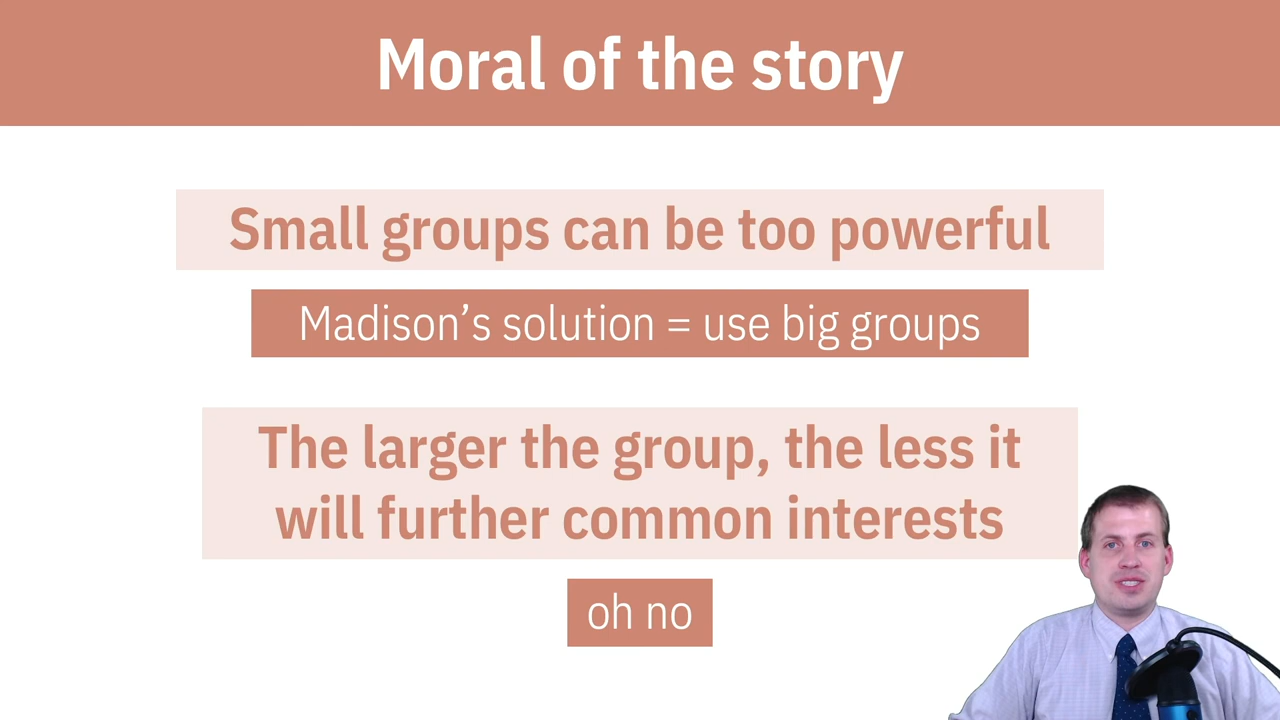 Moral of the story
Small groups can be too powerful
Madison’s solution = use big groups
The larger the group, the less it
will further common interests
oh no